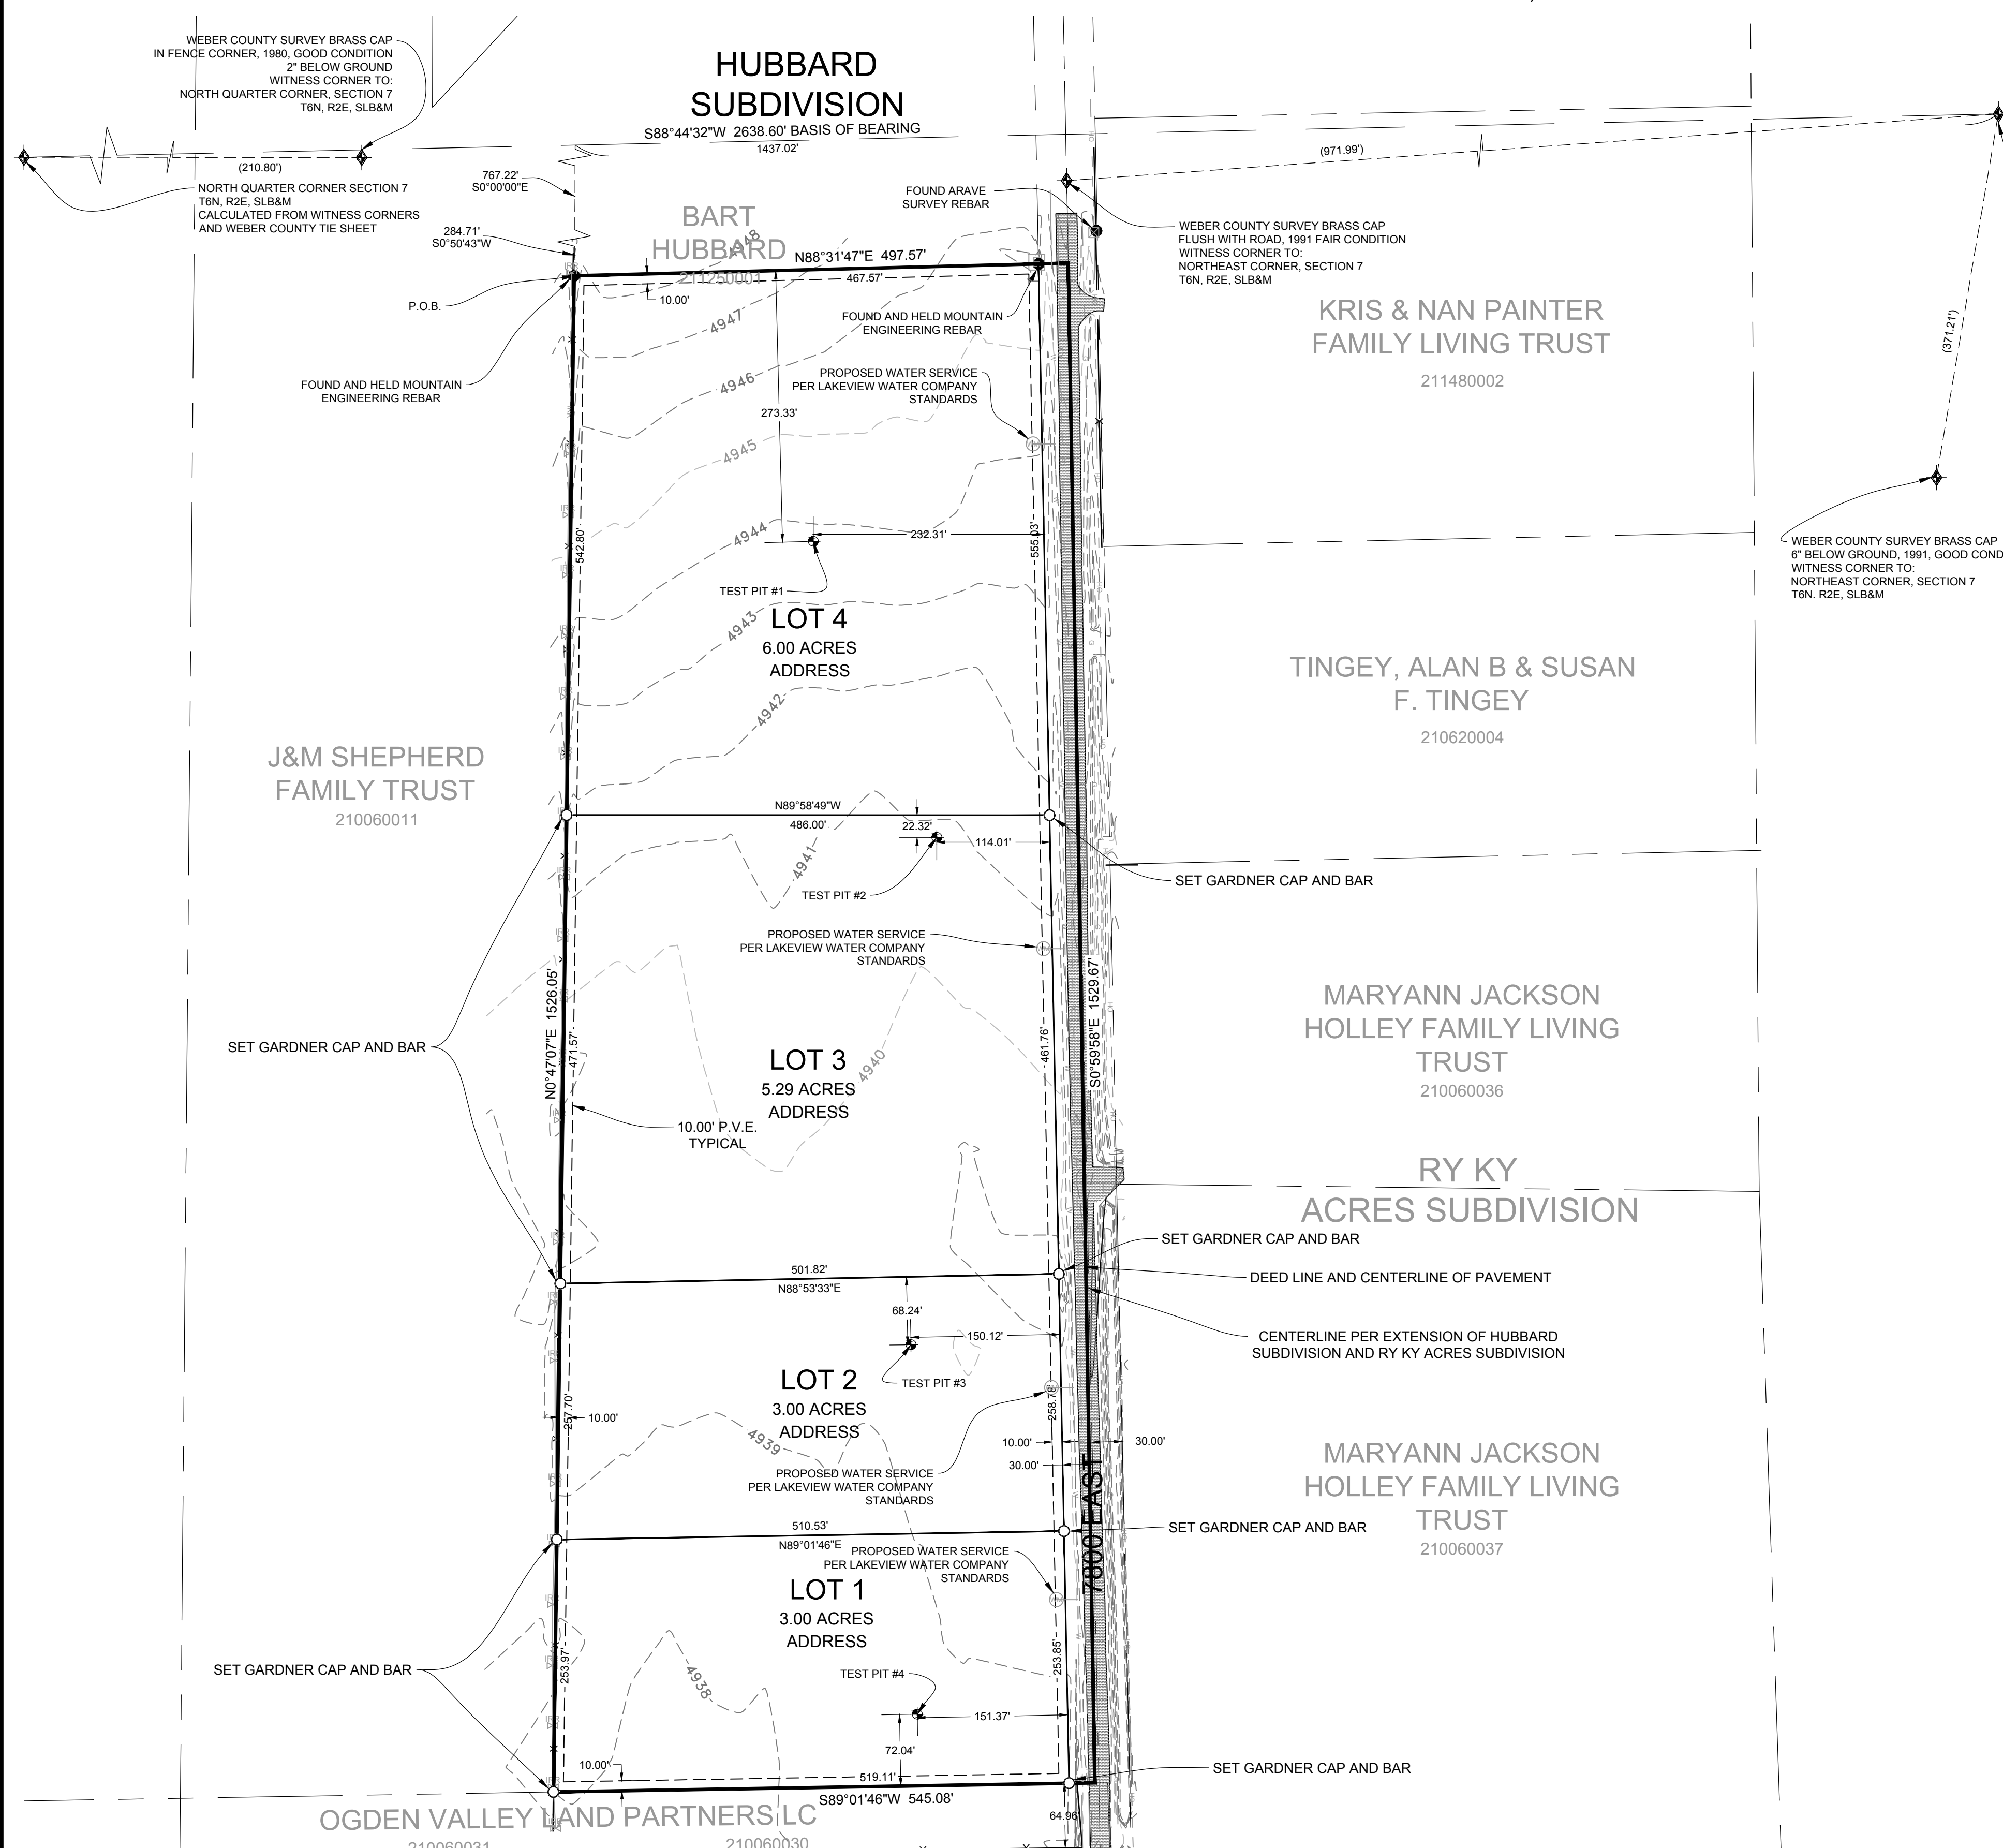 WEBER COUNTY SURVEY BRASS CAP
IN FENCE CORNER, 1980, GOOD CONDITION
2" BELOW GROUND
WITNESS CORNER TO:
NORTH QUARTER CORNER, SECTION 7
T6N, R2E, SLB&M
HUBBARD
SUBDIVISION
S88°44'32"W 2638.60' BASIS OF BEARING
1437.02'
(210.80')
(971.99')
NORTH QUARTER CORNER SECTION 7
T6N, R2E, SLB&M
CALCULATED FROM WITNESS CORNERS
AND WEBER COUNTY TIE SHEET
767.22'
S0°00'00"E
284.71'
S0°50'43"W
FOUND ARAVE
SURVEY REBAR
WEBER COUNTY SURVEY BRASS CAP
FLUSH WITH ROAD, 1991 FAIR CONDITION
WITNESS CORNER TO:
NORTHEAST CORNER, SECTION 7
T6N, R2E, SLB&M
BART
HUBBARD
211250001
4948
N88°31'47"E 497.57'
467.57'
10.00'
P.O.B.
4947
FOUND AND HELD MOUNTAIN
ENGINEERING REBAR
KRIS & NAN PAINTER
FAMILY LIVING TRUST
211480002
(371.21')
FOUND AND HELD MOUNTAIN
ENGINEERING REBAR
4946
PROPOSED WATER SERVICE
PER LAKEVIEW WATER COMPANY
STANDARDS
273.33'
4945
542.80'
4944
232.31'
555.03'
WEBER COUNTY SURVEY BRASS CAP
6" BELOW GROUND, 1991, GOOD COND
WITNESS CORNER TO:
NORTHEAST CORNER, SECTION 7
T6N. R2E, SLB&M
TEST PIT #1
LOT 4
6.00 ACRES
ADDRESS
4943
4942
TINGEY, ALAN B & SUSAN
F. TINGEY
210620004
J&M SHEPHERD
FAMILY TRUST
210060011
N89°58'49"W
486.00'
22.32'
114.01'
4941
TEST PIT #2
SET GARDNER CAP AND BAR
PROPOSED WATER SERVICE
PER LAKEVIEW WATER COMPANY
STANDARDS
N0°47'07"E 1526.05'
471.57'
461.76'
S0°59'58"E 1529.67'
MARYANN JACKSON
HOLLEY FAMILY LIVING
TRUST
210060036
SET GARDNER CAP AND BAR
LOT 3
5.29 ACRES
ADDRESS
4940
10.00' P.V.E.
TYPICAL
RY KY
ACRES SUBDIVISION
SET GARDNER CAP AND BAR
DEED LINE AND CENTERLINE OF PAVEMENT
501.82'
N88°53'33"E
68.24'
150.12'
CENTERLINE PER EXTENSION OF HUBBARD
SUBDIVISION AND RY KY ACRES SUBDIVISION
TEST PIT #3
LOT 2
3.00 ACRES
ADDRESS
257.70'
10.00'
258.78'
4939
10.00'
30.00'
30.00'
PROPOSED WATER SERVICE
PER LAKEVIEW WATER COMPANY
STANDARDS
7800 EAST
MARYANN JACKSON
HOLLEY FAMILY LIVING
TRUST
210060037
510.53'
N89°01'46"E
SET GARDNER CAP AND BAR
PROPOSED WATER SERVICE
PER LAKEVIEW WATER COMPANY
STANDARDS
LOT 1
3.00 ACRES
ADDRESS
SET GARDNER CAP AND BAR
253.97'
253.85'
4938
TEST PIT #4
151.37'
72.04'
10.00'
519.11'
S89°01'46"W 545.08'
SET GARDNER CAP AND BAR
64.96'
OGDEN VALLEY LAND PARTNERS LC
210060031
210060030